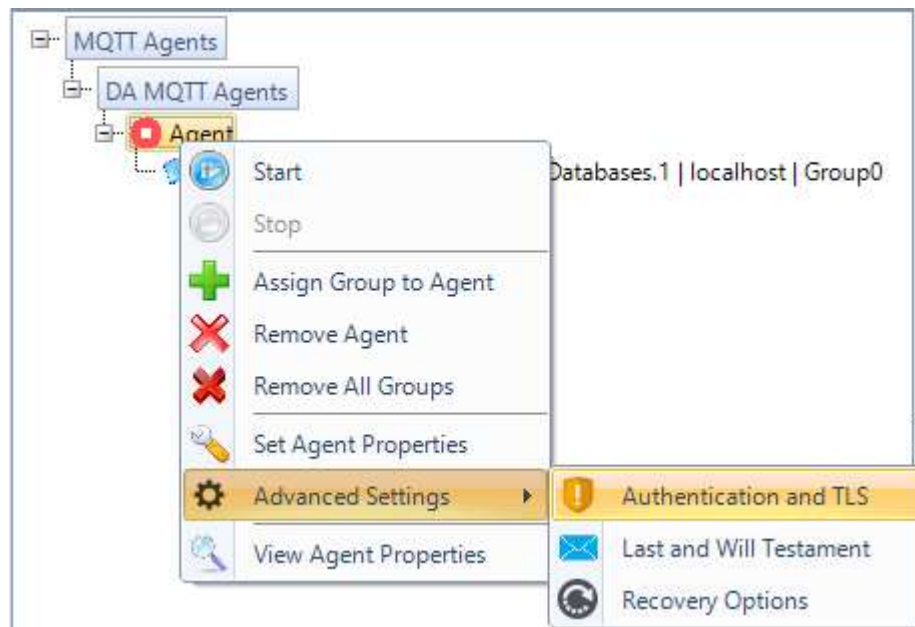 MQTT Agents
DA MQTT Agents
Agent
Databases.1 | localhost | Group0
Start
Stop
Assign Group to Agent
Remove Agent
Remove All Groups
Set Agent Properties
Advanced Settings
Authentication and TLS
View Agent Properties
Last and Will Testament
Recovery Options